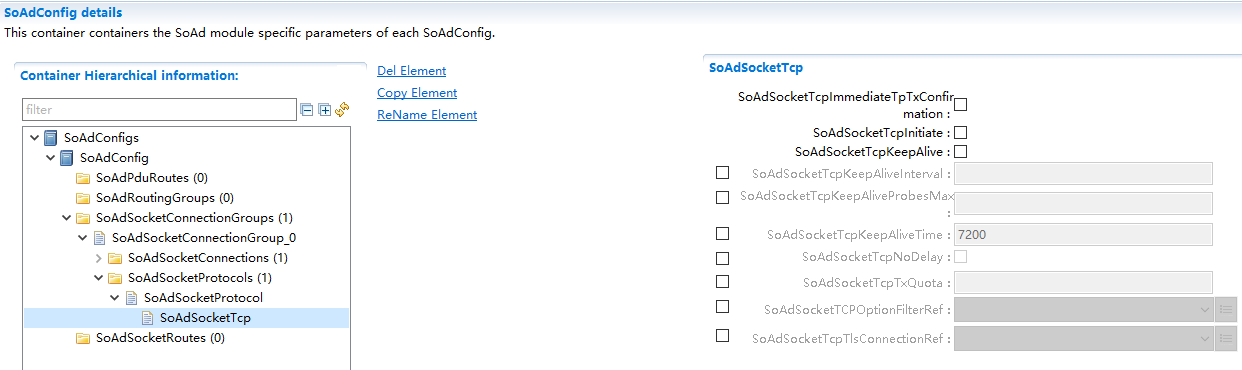 SoAdConfig details
This container containers the SoAd module specific parameters of each SoAdConfig.
Container Hierarchical information:
filter
SoAdConfigs
SoAdConfig
SoAdPduRoutes (0)
SoAdRoutingGroups (0)
SoAdSocketConnectionGroups (1)
SoAdSocketConnectionGroup_0
SoAdSocketConnections (1)
SoAdSocketProtocols (1)
SoAdSocketProtocol
SoAdSocketTcp
SoAdSocketRoutes (0)
Del Element
Copy Element
ReName Element
SoAdSocketTcp
SoAdSocketTcpImmediateTpTxConfir
mation :
SoAdSocketTcpInitiate :
SoAdSocketTcpKeepAlive :
SoAdSocketTcpKeepAliveInterval :
SoAdSocketTcpKeepAliveProbesMax
:
SoAdSocketTcpKeepAliveTime : 7200
SoAdSocketTcpNoDelay :
SoAdSocketTcpTxQuota :
SoAdSocketTCPOptionFilterRef :
SoAdSocketTcpTlsConnectionRef :